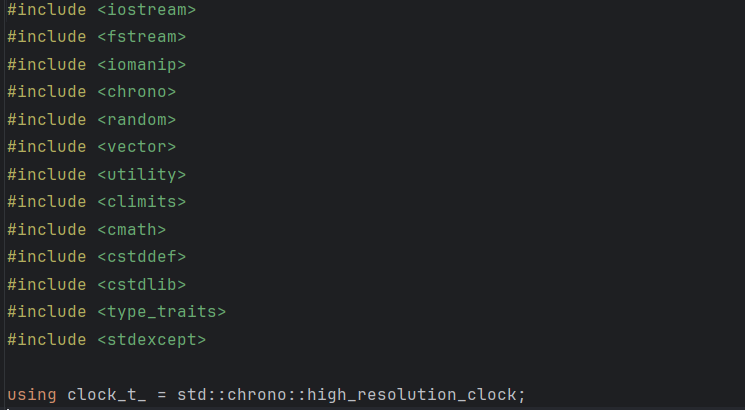 #include <iostream>
#include <fstream>
#include <iomanip>
#include <chrono>
#include <random>
#include <vector>
#include <utility>
#include <climits>
#include <cmath>
#include <cstddef>
#include <cstdlib>
#include <type_traits>
#include <stdexcept>
using clock_t_ = std::chrono::high_resolution_clock;